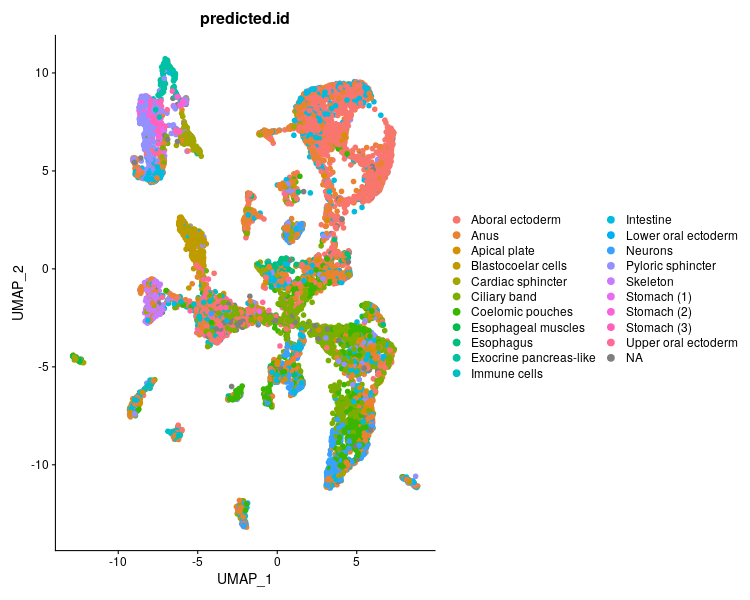 predicted.id
10
5
0
-5
-10
UMAP_2
-10
-5
0
5
UMAP_1
Aboral ectoderm
Anus
Apical plate
Blastocoelar cells
Cardiac sphincter
Ciliary band
Coelomic pouches
Esophageal muscles
Esophagus
Exocrine pancreas-like
Immune cells
Intestine
Lower oral ectoderm
Neurons
Pyloric sphincter
Skeleton
Stomach (1)
Stomach (2)
Stomach (3)
Upper oral ectoderm
NA